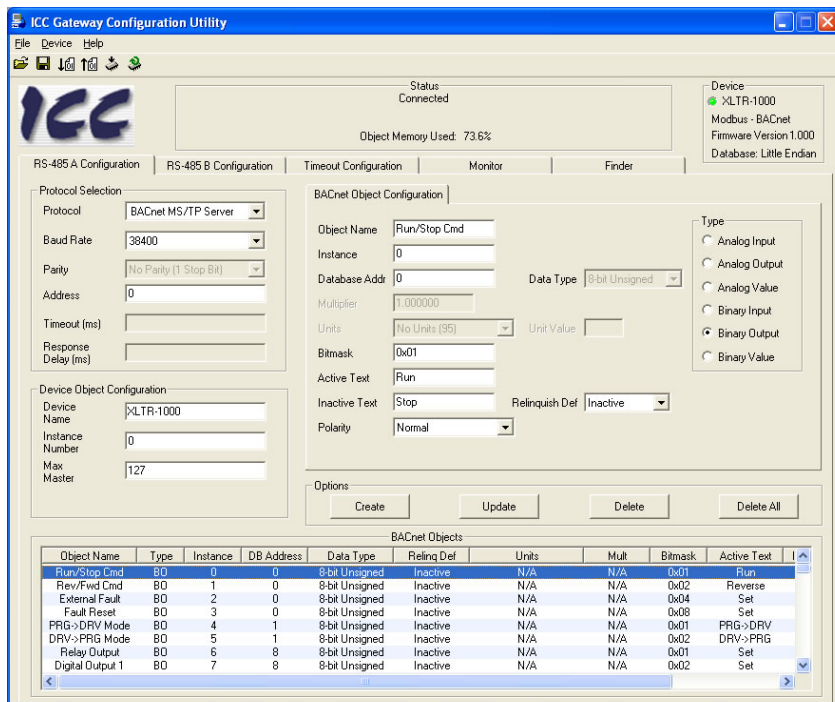 ICC Gateway Configuration Utility
File Device Help
ICC
Status
Connected
Object Memory Used: 73.6%
Device
XLTR-1000
Modbus - BACnet
Firmware Version 1.000
Database: Little Endian
RS-485 A Configuration
RS-485 B Configuration
Timeout Configuration
Monitor
Finder
Protocol Selection
Protocol BACnet MS/TP Server
Baud Rate 38400
Parity No Parity (1 Stop Bit)
Address 0
Timeout (ms)
Response
Delay (ms)
Device Object Configuration
Device
Name XLTR-1000
Instance
Number 0
Max
Master 127
BACnet Object Configuration
Object Name Run/Stop Cmd
Instance 0
Database Addr 0 Data Type 8-bit Unsigned
Multiplier 1.000000
Units No Units (95) Unit Value
Bitmask 0x01
Active Text Run
Inactive Text Stop Relinquish Def Inactive
Polarity Normal
Type
Analog Input
Analog Output
Analog Value
Binary Input
Binary Output
Binary Value
Options
Create Update Delete Delete All
BACnet Objects
Object Name Type Instance DB Address Data Type Relinq Def Units Mult Bitmask Active Text
Run/Stop Cmd BO 0 0 8-bit Unsigned Inactive N/A N/A 0x01 Run
Rev/Fwd Cmd BO 1 0 8-bit Unsigned Inactive N/A N/A 0x02 Reverse
External Fault BO 2 0 8-bit Unsigned Inactive N/A N/A 0x04 Set
Fault Reset BO 3 0 8-bit Unsigned Inactive N/A N/A 0x08 Set
PRG->DRV Mode BO 4 1 8-bit Unsigned Inactive N/A N/A 0x01 PRG->DRV
DRV->PRG Mode BO 5 1 8-bit Unsigned Inactive N/A N/A 0x02 DRV->PRG
Relay Output BO 6 8 8-bit Unsigned Inactive N/A N/A 0x01 Set
Digital Output 1 BO 7 8 8-bit Unsigned Inactive N/A N/A 0x02 Set